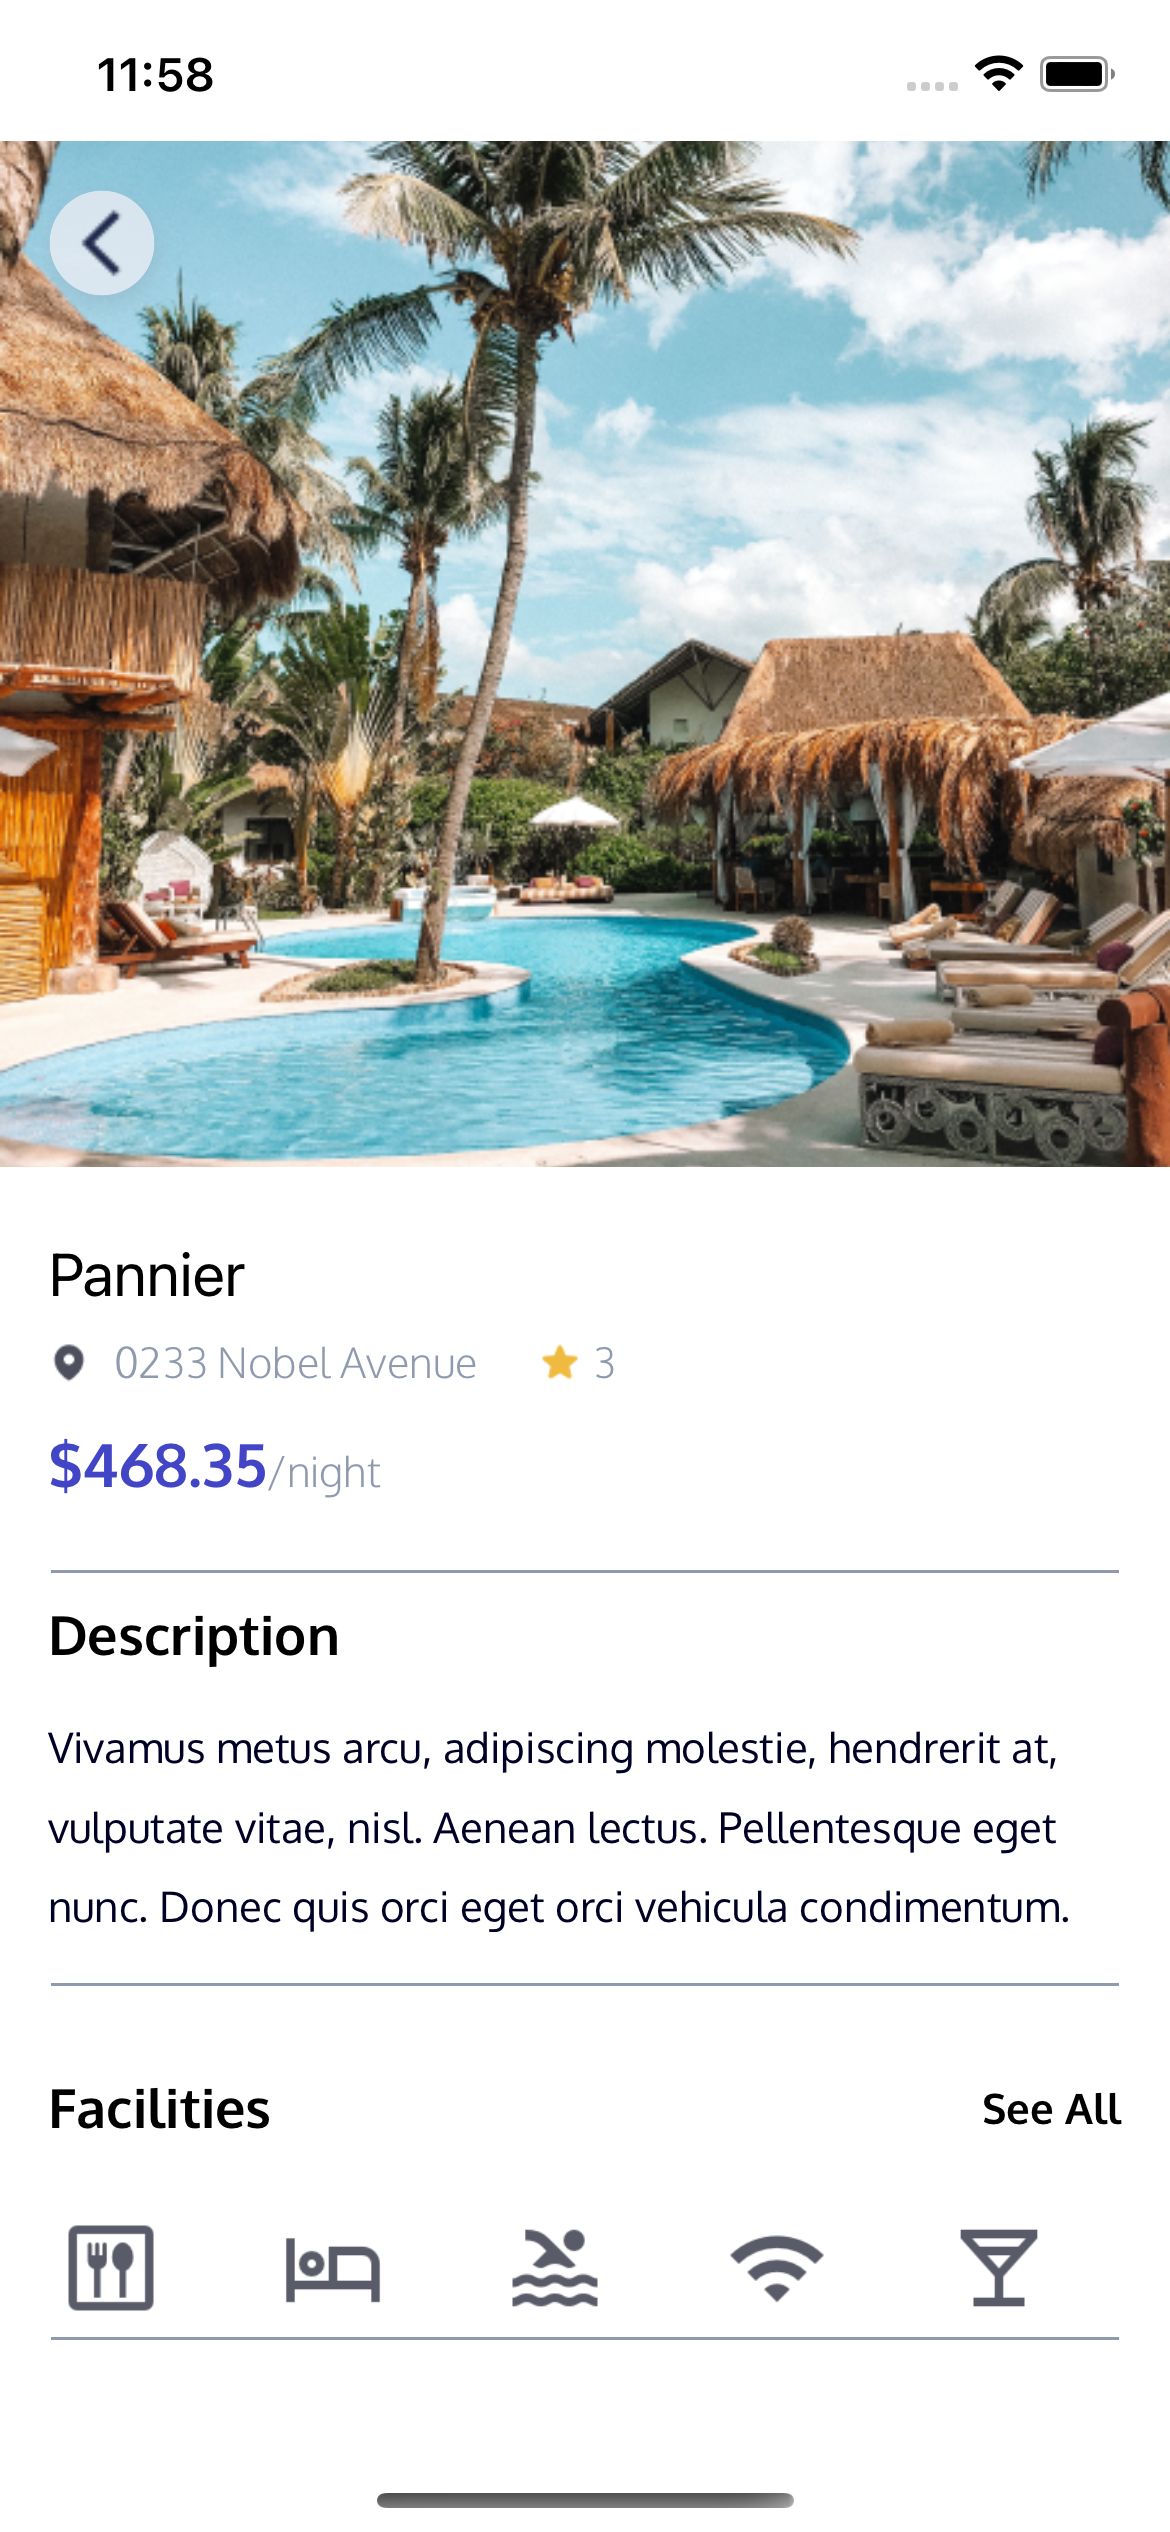 11:58
Pannier
0233 Nobel Avenue 3
$468.35/night
Description
Vivamus metus arcu, adipiscing molestie, hendrerit at,
vulputate vitae, nisl. Aenean lectus. Pellentesque eget
nunc. Donec quis orci eget orci vehicula condimentum.
Facilities See All